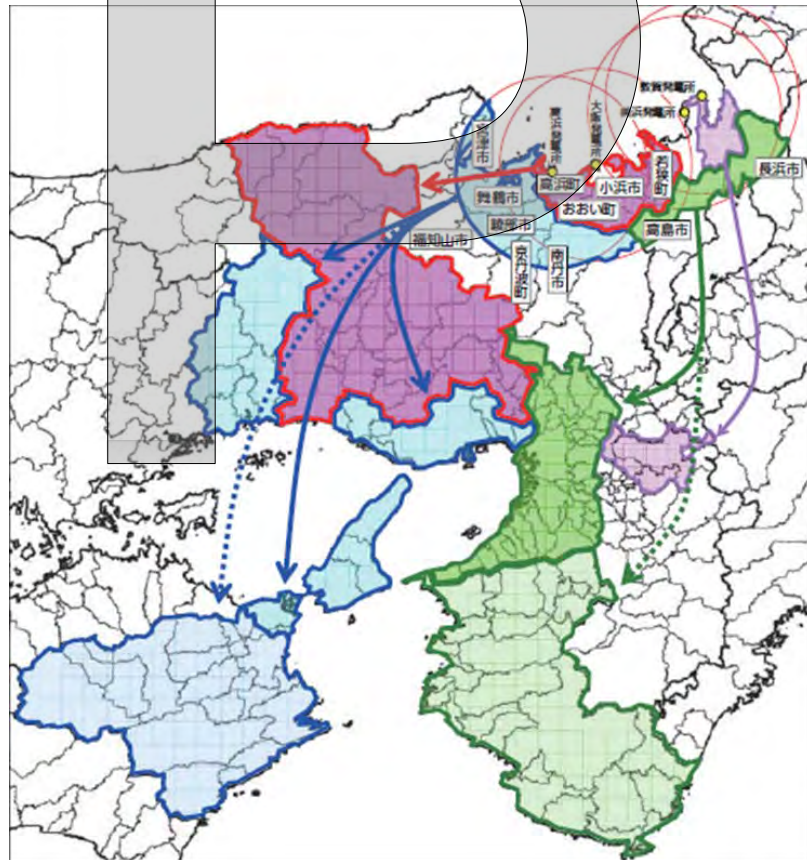 敦賀発電所
美浜発電所
大飯発電所
高浜発電所
宮津市
若狭町
長浜市
高浜町
小浜市
舞鶴市
おおい町
綾部市
高島市
福知山市
京丹波町
南丹市